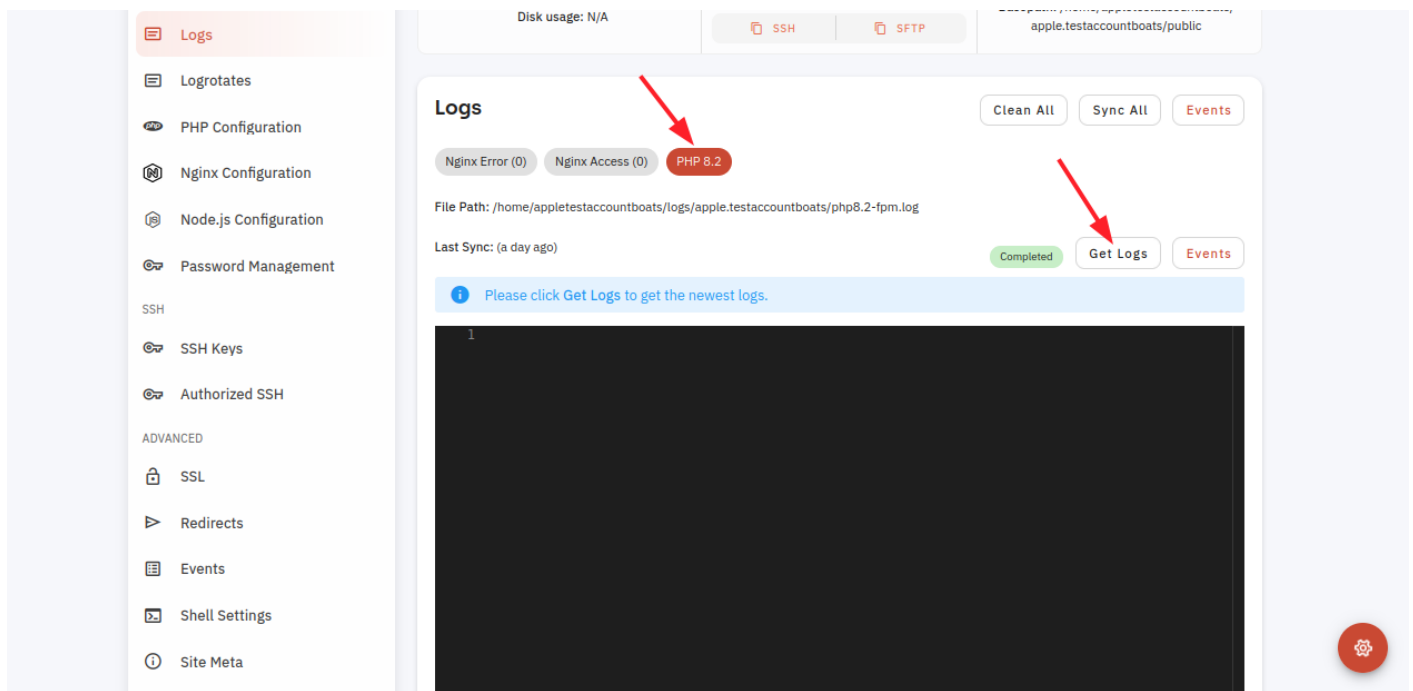 Logs
Logrotates
PHP Configuration
Nginx Configuration
Node.js Configuration
Password Management
SSH
SSH Keys
Authorized SSH
ADVANCED
SSL
Redirects
Events
Shell Settings
Site Meta
Disk usage: N/A
SSH
SFTP
apple.testaccountboats/public
Logs
Clean All
Sync All
Events
Nginx Error (0)
Nginx Access (0)
PHP 8.2
File Path: /home/appletestaccountboats/logs/apple.testaccountboats/php8.2-fpm.log
Last Sync: (a day ago)
Completed
Get Logs
Events
Please click Get Logs to get the newest logs.
1